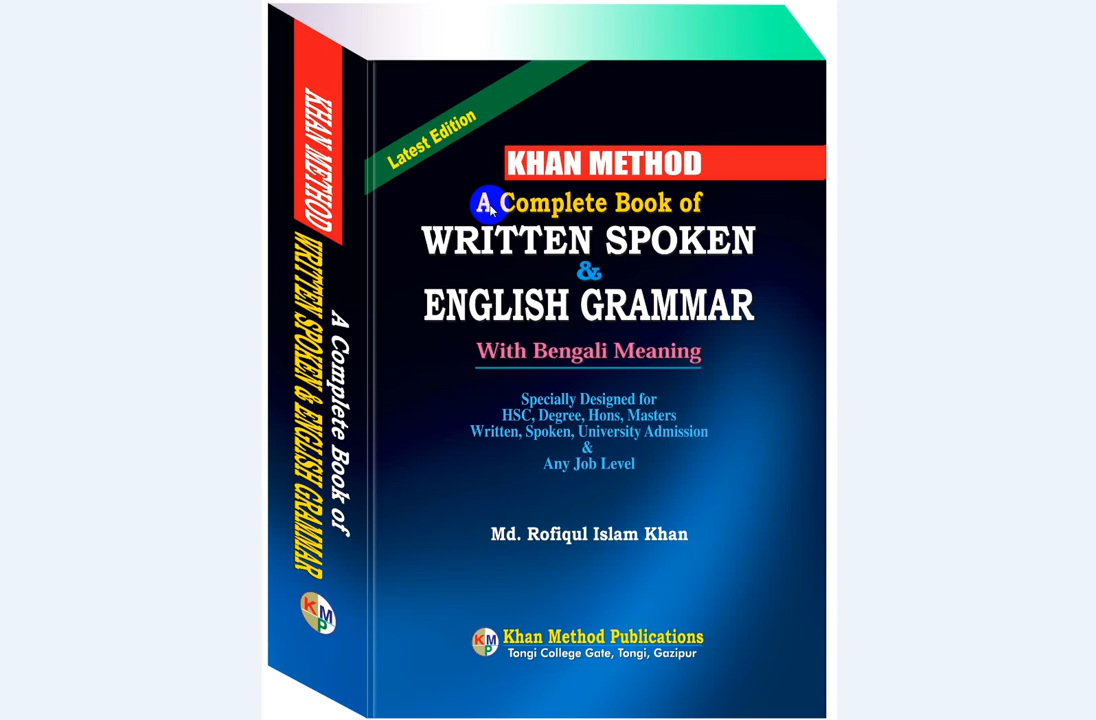 Latest Edition
KHAN METHOD
A Complete Book of
WRITTEN SPOKEN
&
ENGLISH GRAMMAR
With Bengali Meaning
Specially Designed for
HSC, Degree, Hons, Masters
Written, Spoken, University Admission
&
Any Job Level
Md. Rofiqul Islam Khan
KMP
Khan Method Publications
Tongi College Gate, Tongi, Gazipur
KHAN METHOD
A Complete Book of
WRITTEN SPOKEN & ENGLISH GRAMMAR
KMP